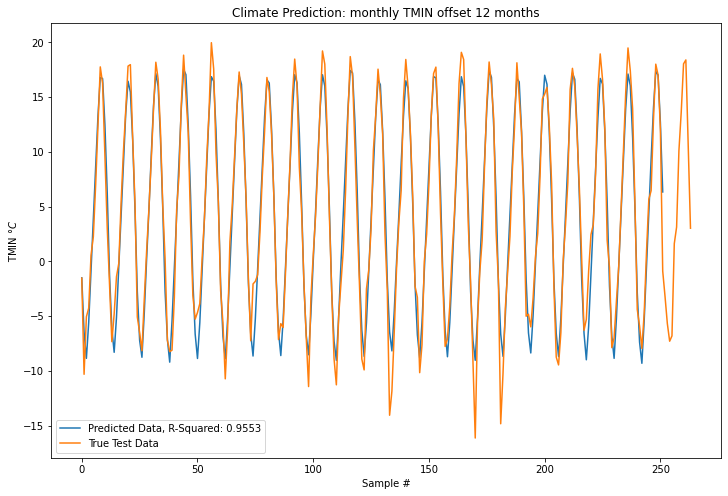 Climate Prediction: monthly TMIN offset 12 months
20
15
10
5
0
−5
−10
−15
TMIN °C
Predicted Data, R-Squared: 0.9553
True Test Data
0
50
100
150
200
250
Sample #